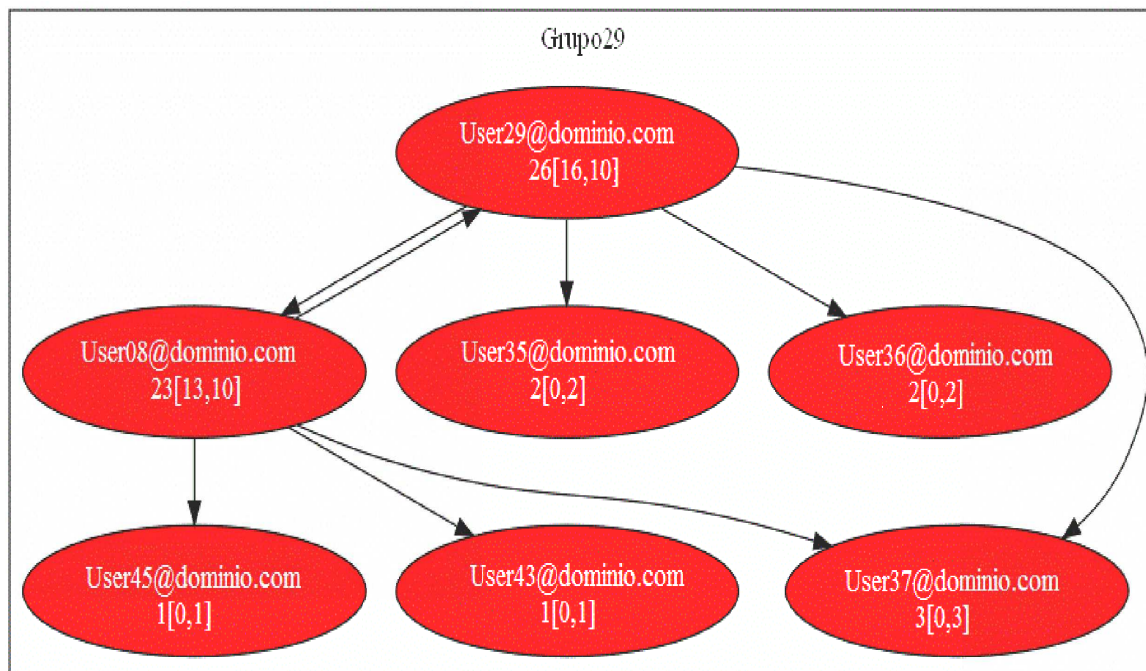 Grupo29
User29@dominio.com
26[16,10]
User08@dominio.com
23[13,10]
User35@dominio.com
2[0,2]
User36@dominio.com
2[0,2]
User45@dominio.com
1[0,1]
User43@dominio.com
1[0,1]
User37@dominio.com
3[0,3]